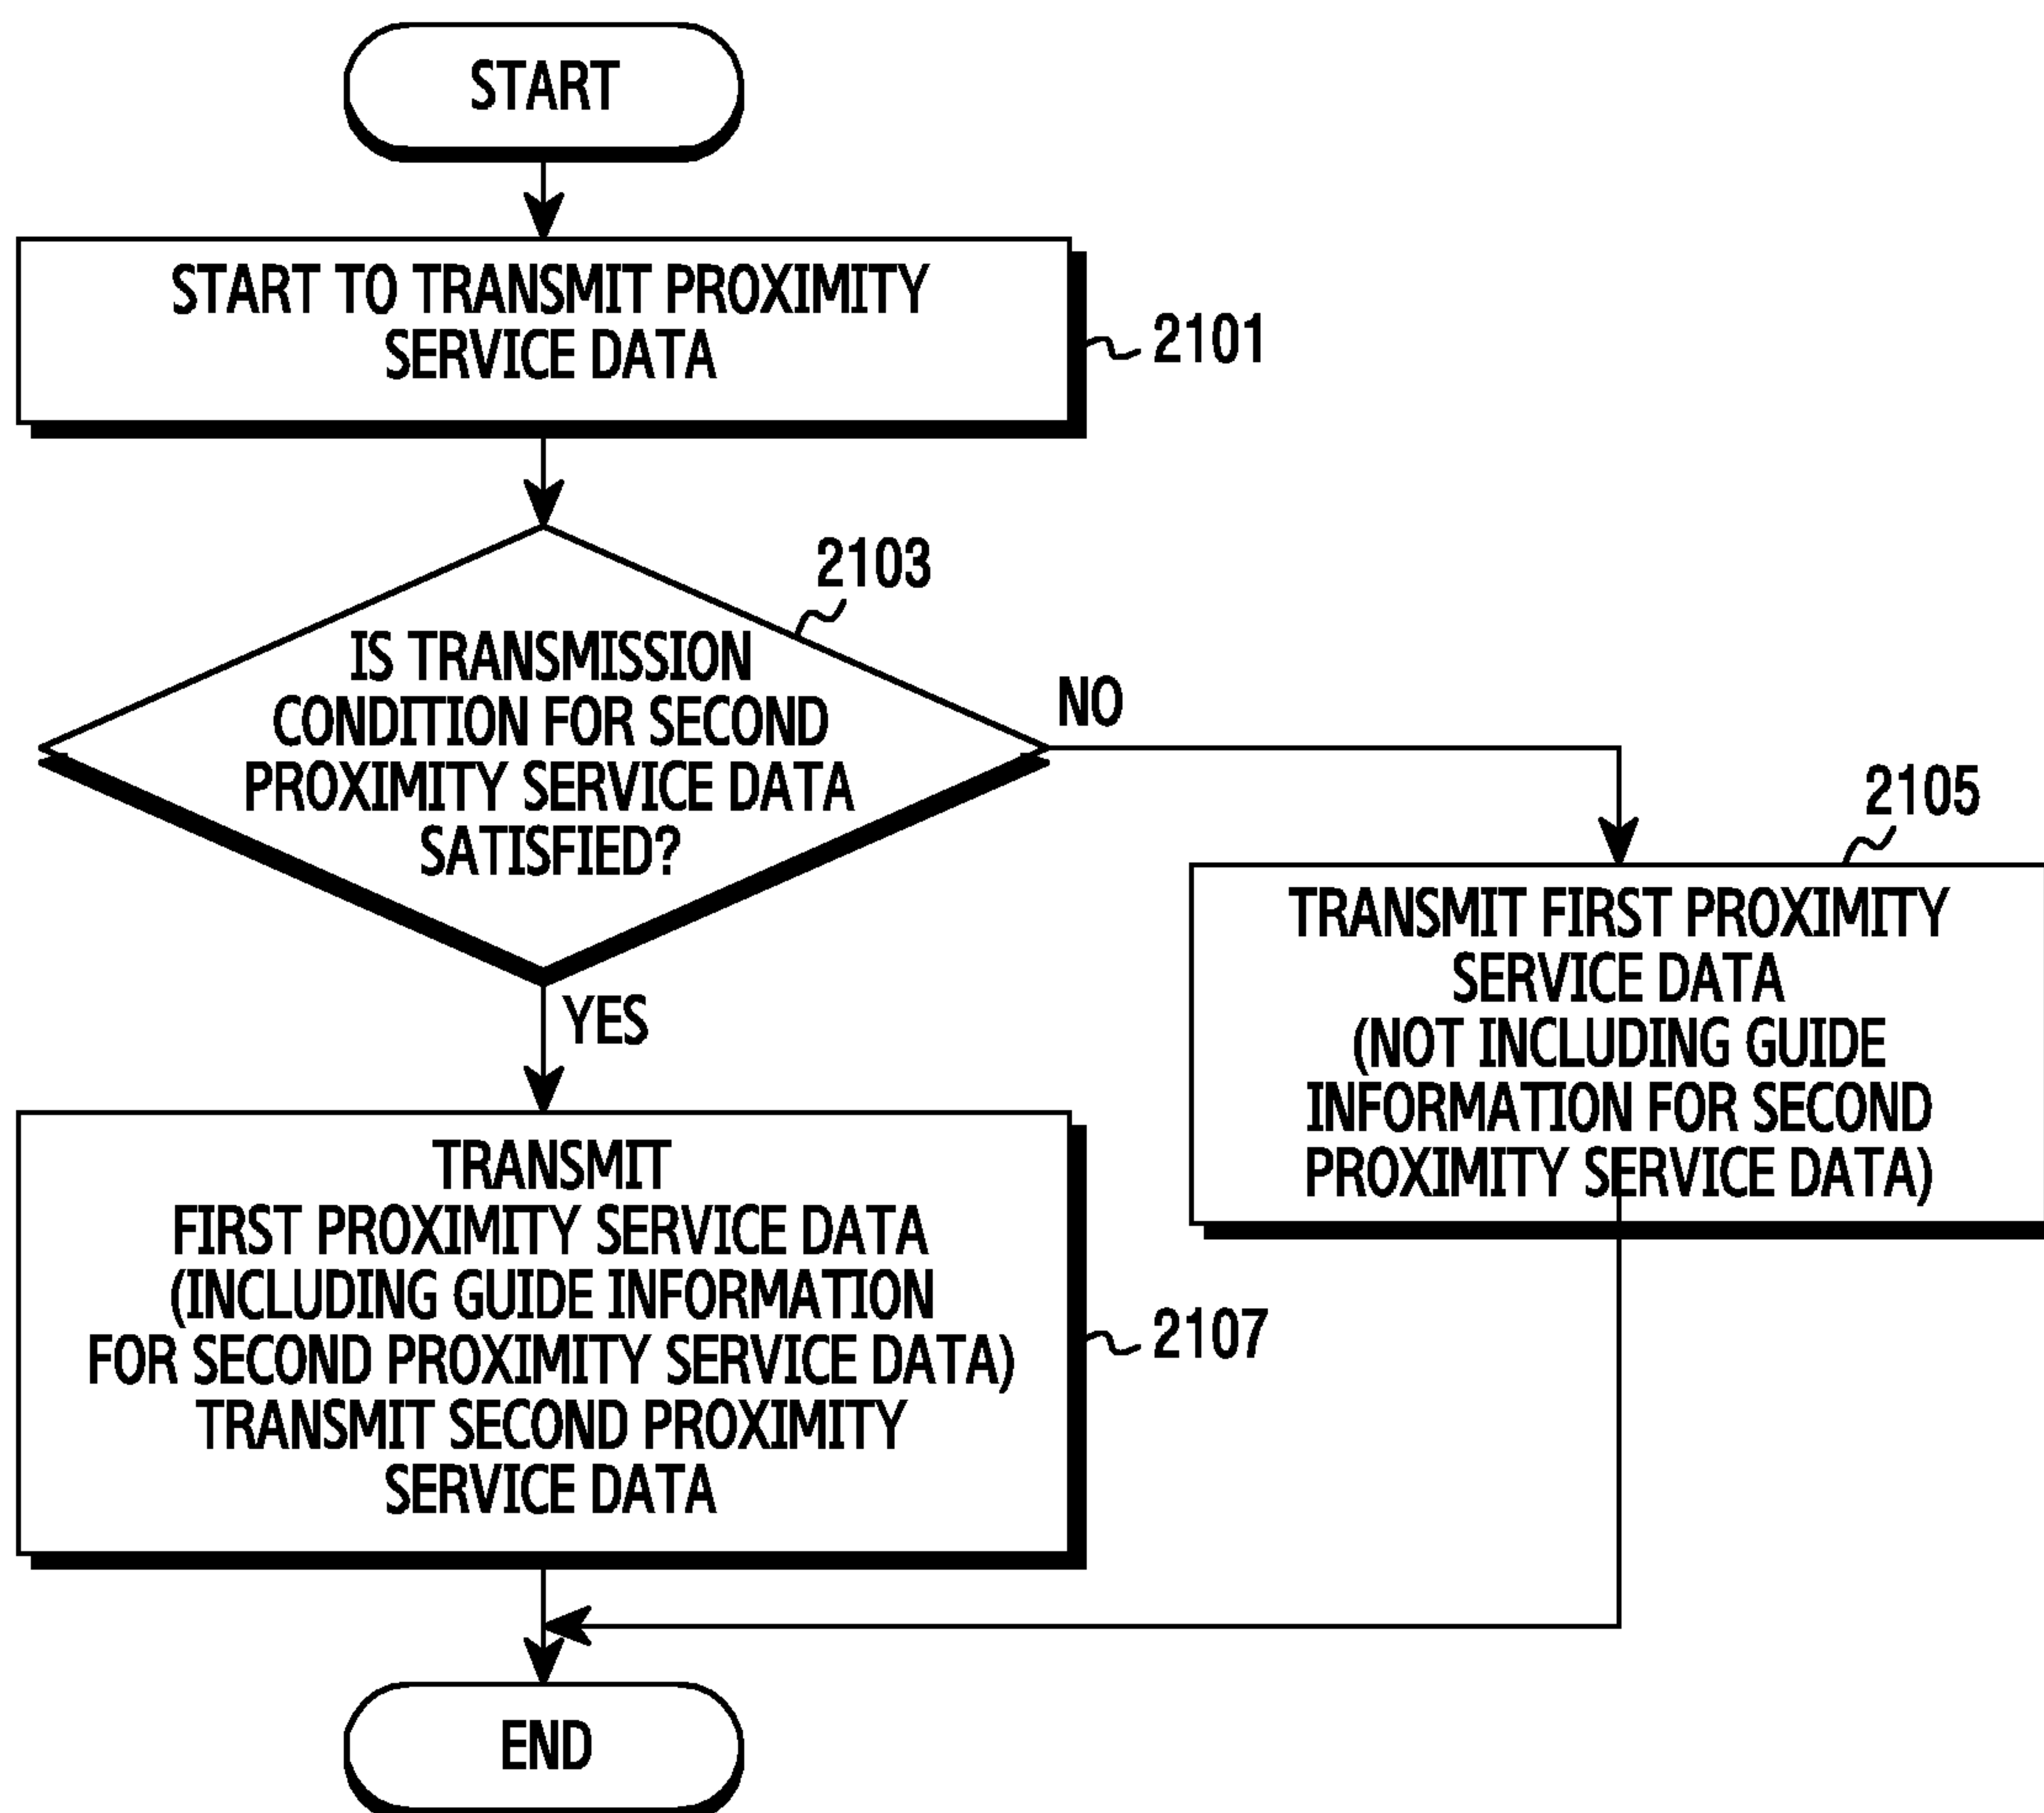 START
START TO TRANSMIT PROXIMITY
SERVICE DATA
2101
2103
IS TRANSMISSION
CONDITION FOR SECOND
PROXIMITY SERVICE DATA
SATISFIED?
NO
YES
2105
TRANSMIT FIRST PROXIMITY
SERVICE DATA
(NOT INCLUDING GUIDE
INFORMATION FOR SECOND
PROXIMITY SERVICE DATA)
TRANSMIT
FIRST PROXIMITY SERVICE DATA
(INCLUDING GUIDE INFORMATION
FOR SECOND PROXIMITY SERVICE DATA)
TRANSMIT SECOND PROXIMITY
SERVICE DATA
2107
END